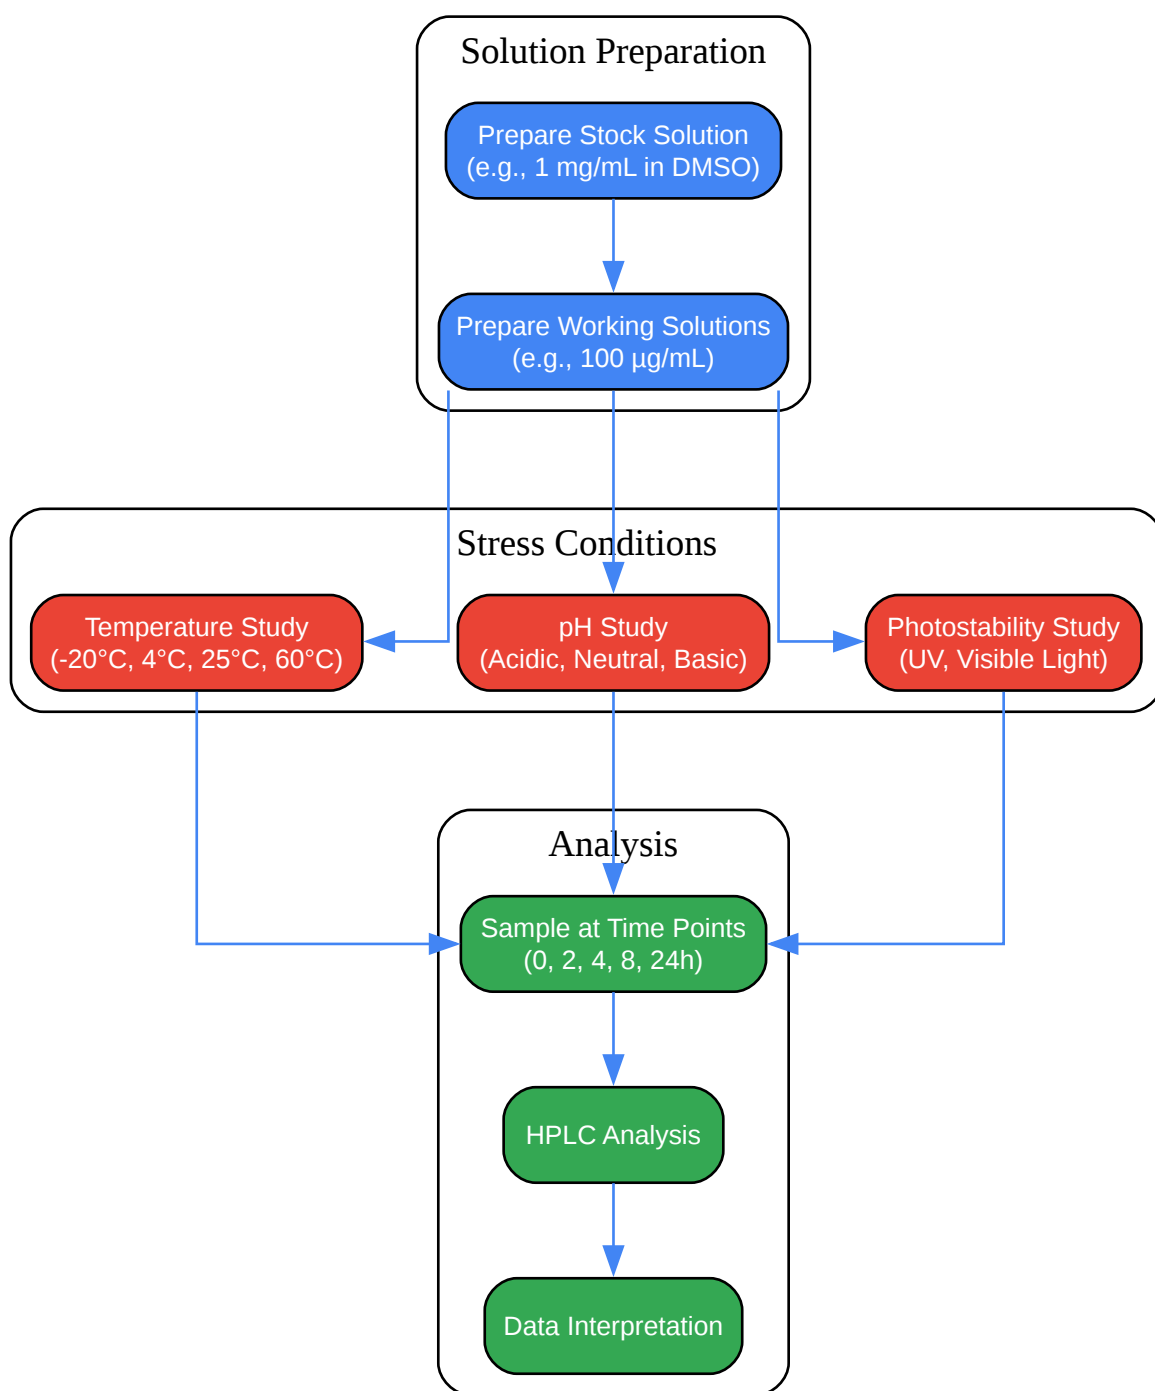 Solution Preparation
Prepare Stock Solution
(e.g., 1 mg/mL in DMSO)
Prepare Working Solutions
(e.g., 100 µg/mL)
Stress Conditions
Temperature Study
(-20°C, 4°C, 25°C, 60°C)
pH Study
(Acidic, Neutral, Basic)
Photostability Study
(UV, Visible Light)
Analysis
Sample at Time Points
(0, 2, 4, 8, 24h)
HPLC Analysis
Data Interpretation